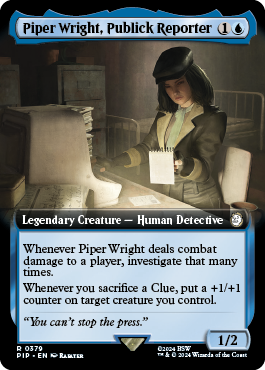 Piper Wright, Publick Reporter 1
Legendary Creature — Human Detective
Whenever Piper Wright deals combat
damage to a player, investigate that many
times.
Whenever you sacrifice a Clue, put a +1/+1
counter on target creature you control.
“You can’t stop the press.”
1/2
R 0379
PIP • EN Rabater
©2024 BSW
™ & © 2024 Wizards of the Coast